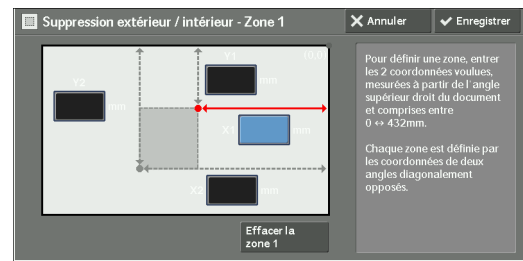 Suppression extérieur / intérieur - Zone 1
Annuler
Enregistrer
(0,0)
Y1
mm
Y2
mm
X1
mm
X2
mm
Effacer la
zone 1
Pour définir une zone, entrer
les 2 coordonnées voulues,
mesurées à partir de l'angle
supérieur droit du document
et comprises entre
0 ↔ 432mm.
Chaque zone est définie par
les coordonnées de deux
angles diagonalement
opposés.